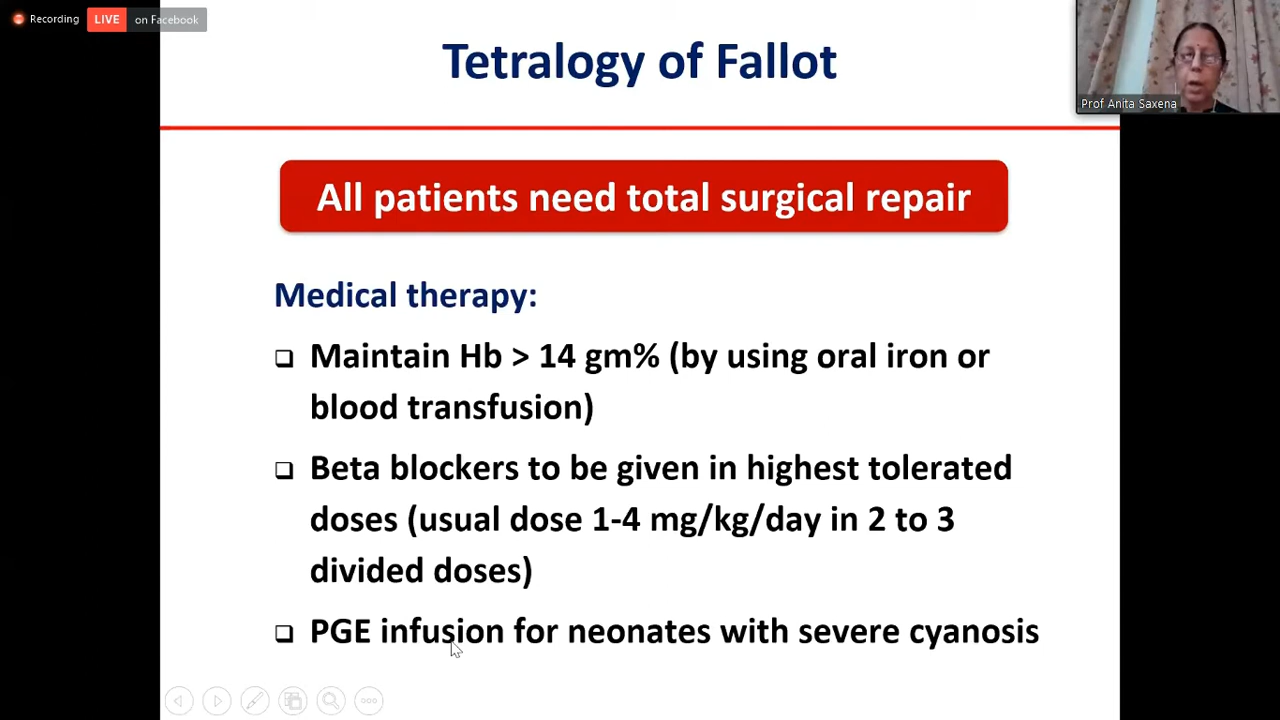 Recording
LIVE on Facebook
Tetralogy of Fallot
Prof Anita Saxena
All patients need total surgical repair
Medical therapy:
Maintain Hb > 14 gm% (by using oral iron or
blood transfusion)
Beta blockers to be given in highest tolerated
doses (usual dose 1-4 mg/kg/day in 2 to 3
divided doses)
PGE infusion for neonates with severe cyanosis